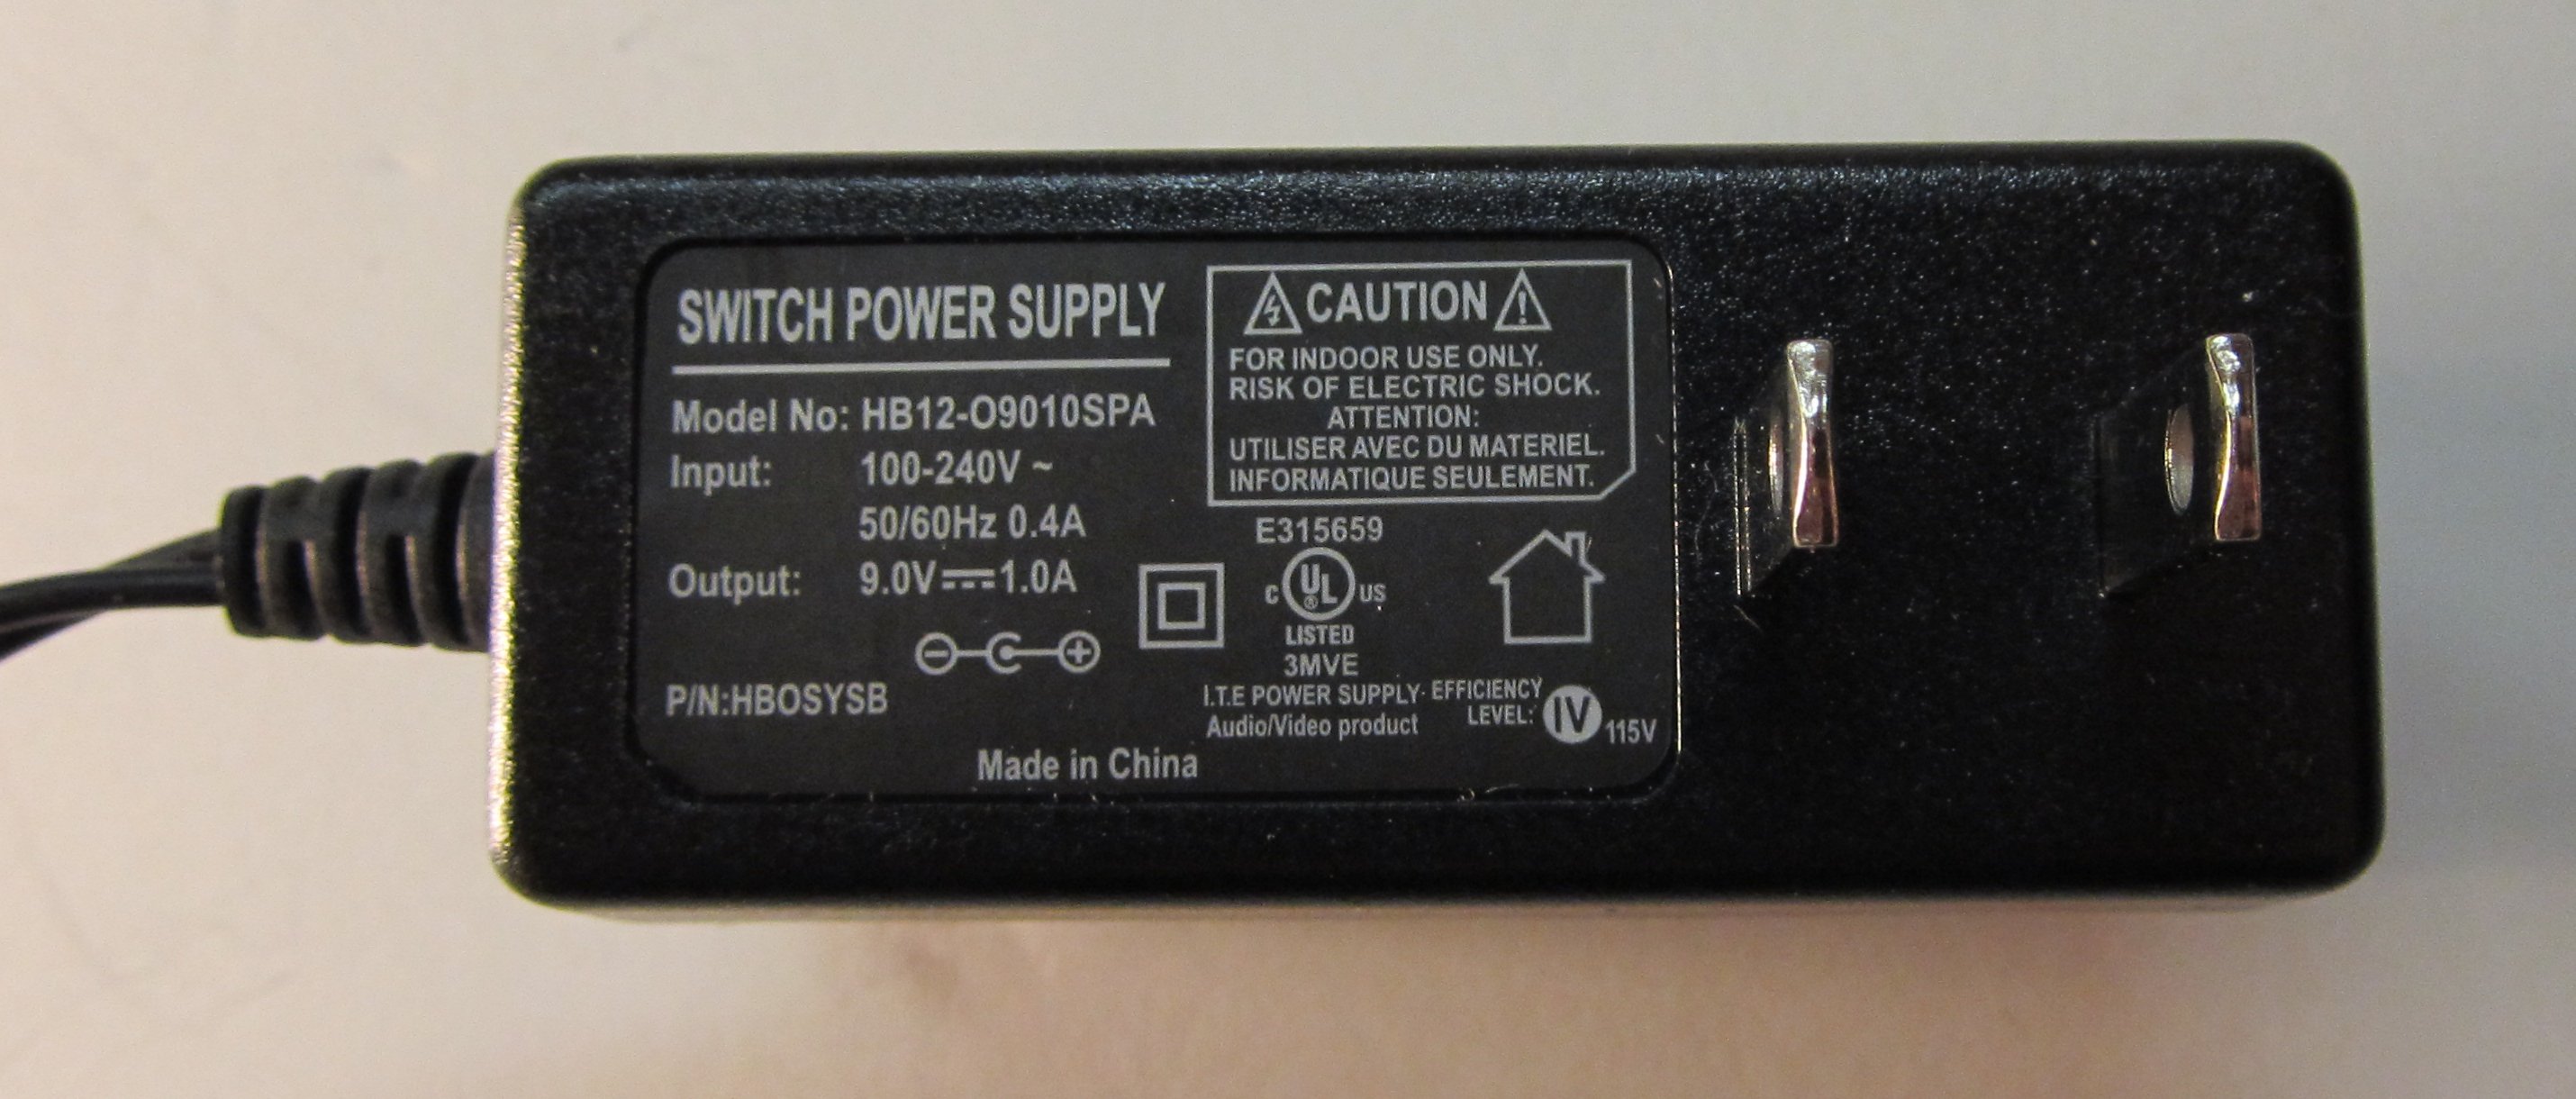 SWITCH POWER SUPPLY
Model No: HB12-O9010SPA
Input: 100-240V ~
50/60Hz 0.4A
Output: 9.0V⎓1.0A
P/N:HBOSYSB
CAUTION
FOR INDOOR USE ONLY.
RISK OF ELECTRIC SHOCK.
ATTENTION:
UTILISER AVEC DU MATERIEL.
INFORMATIQUE SEULEMENT.
E315659
C UL ® US
LISTED
3MVE
I.T.E POWER SUPPLY
Audio/Video product
EFFICIENCY
LEVEL: IV 115V
Made in China